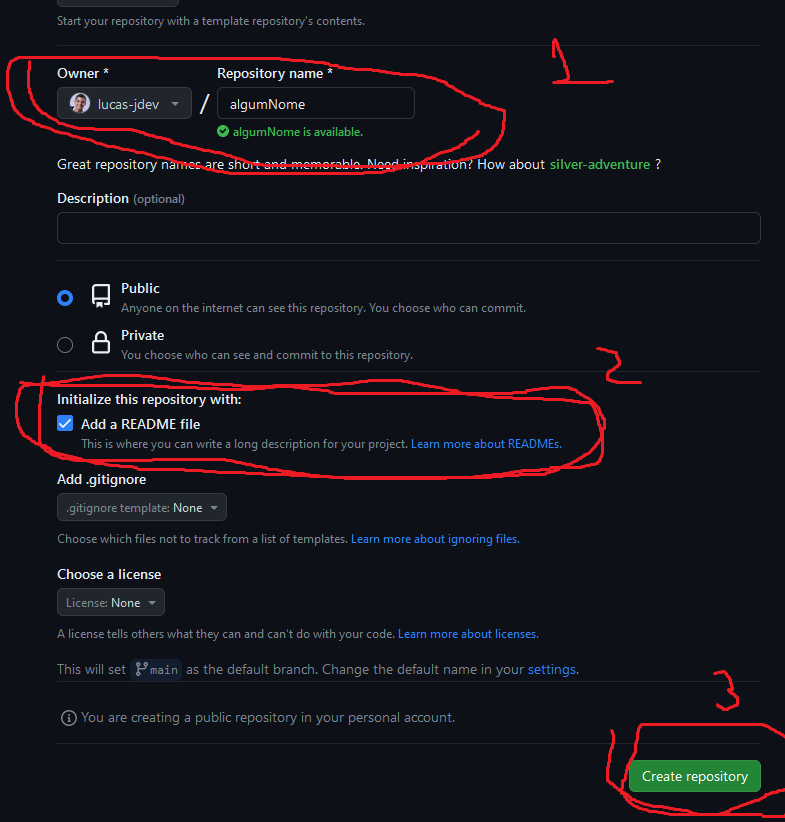 Start your repository with a template repository's contents.
1
Owner * Repository name *
lucas-jdev / algumNome
algumNome is available.
Great repository names are short and memorable. Need inspiration? How about silver-adventure ?
Description (optional)
Public
Anyone on the internet can see this repository. You choose who can commit.
Private
You choose who can see and commit to this repository.
2
Initialize this repository with:
Add a README file
This is where you can write a long description for your project. Learn more about READMEs.
Add .gitignore
.gitignore template: None
Choose which files not to track from a list of templates. Learn more about ignoring files.
Choose a license
License: None
A license tells others what they can and can't do with your code. Learn more about licenses.
This will set main as the default branch. Change the default name in your settings.
3
You are creating a public repository in your personal account.
Create repository